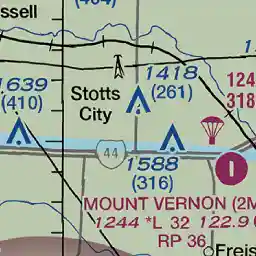 ssell
1639
(410)
Stotts
City
1418
(261)
318
44
1588
(316)
I
MOUNT VERNON (2M
1244 *L 32 122.9
RP 36
Freis